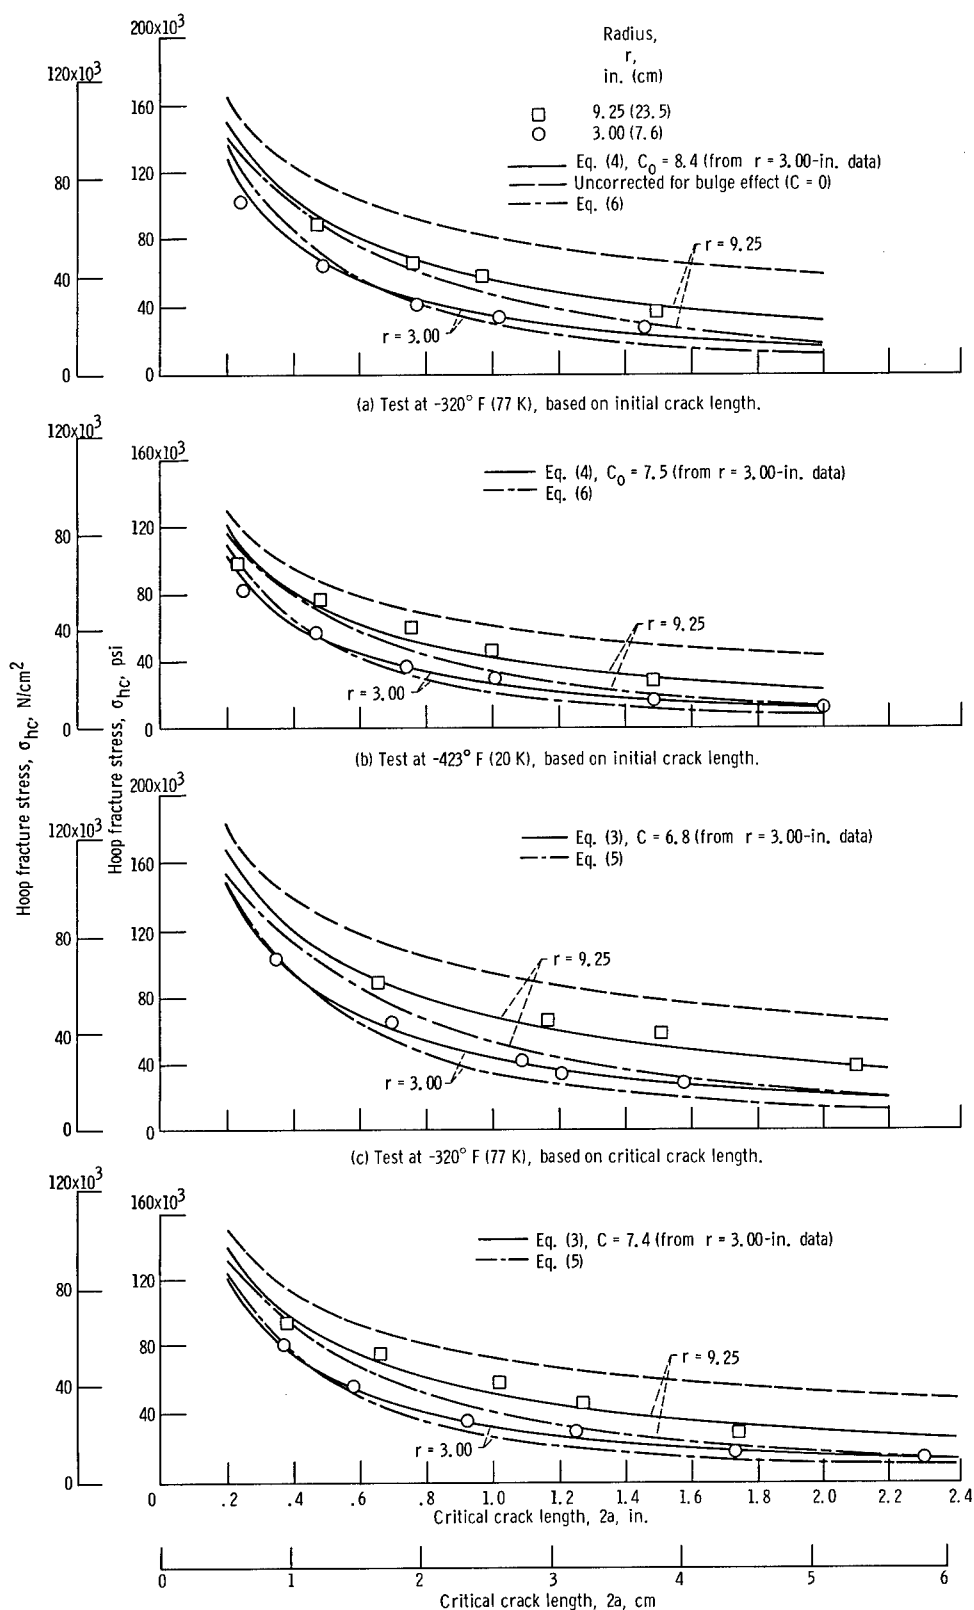 Radius,
r,
in. (cm)
9.25 (23.5)
3.00 (7.6)
Eq. (4), C₀ = 8.4 (from r = 3.00-in. data)
Uncorrected for bulge effect (C = 0)
Eq. (6)
200x10³
160
120
80
40
0
120x10³
80
40
0
r = 9.25
r = 3.00
(a) Test at -320° F (77 K), based on initial crack length.
120x10³
80
40
0
160x10³
120
80
40
0
Eq. (4), C₀ = 7.5 (from r = 3.00-in. data)
Eq. (6)
r = 9.25
r = 3.00
(b) Test at -423° F (20 K), based on initial crack length.
Hoop fracture stress, σhc, N/cm²
Hoop fracture stress, σhc, psi
200x10³
160
120
80
40
0
120x10³
80
40
0
Eq. (3), C = 6.8 (from r = 3.00-in. data)
Eq. (5)
r = 9.25
r = 3.00
(c) Test at -320° F (77 K), based on critical crack length.
120x10³
80
40
0
160x10³
120
80
40
Eq. (3), C = 7.4 (from r = 3.00-in. data)
Eq. (5)
r = 9.25
r = 3.00
0 .2 .4 .6 .8 1.0 1.2 1.4 1.6 1.8 2.0 2.2 2.4
Critical crack length, 2a, in.
0 1 2 3 4 5 6
Critical crack length, 2a, cm